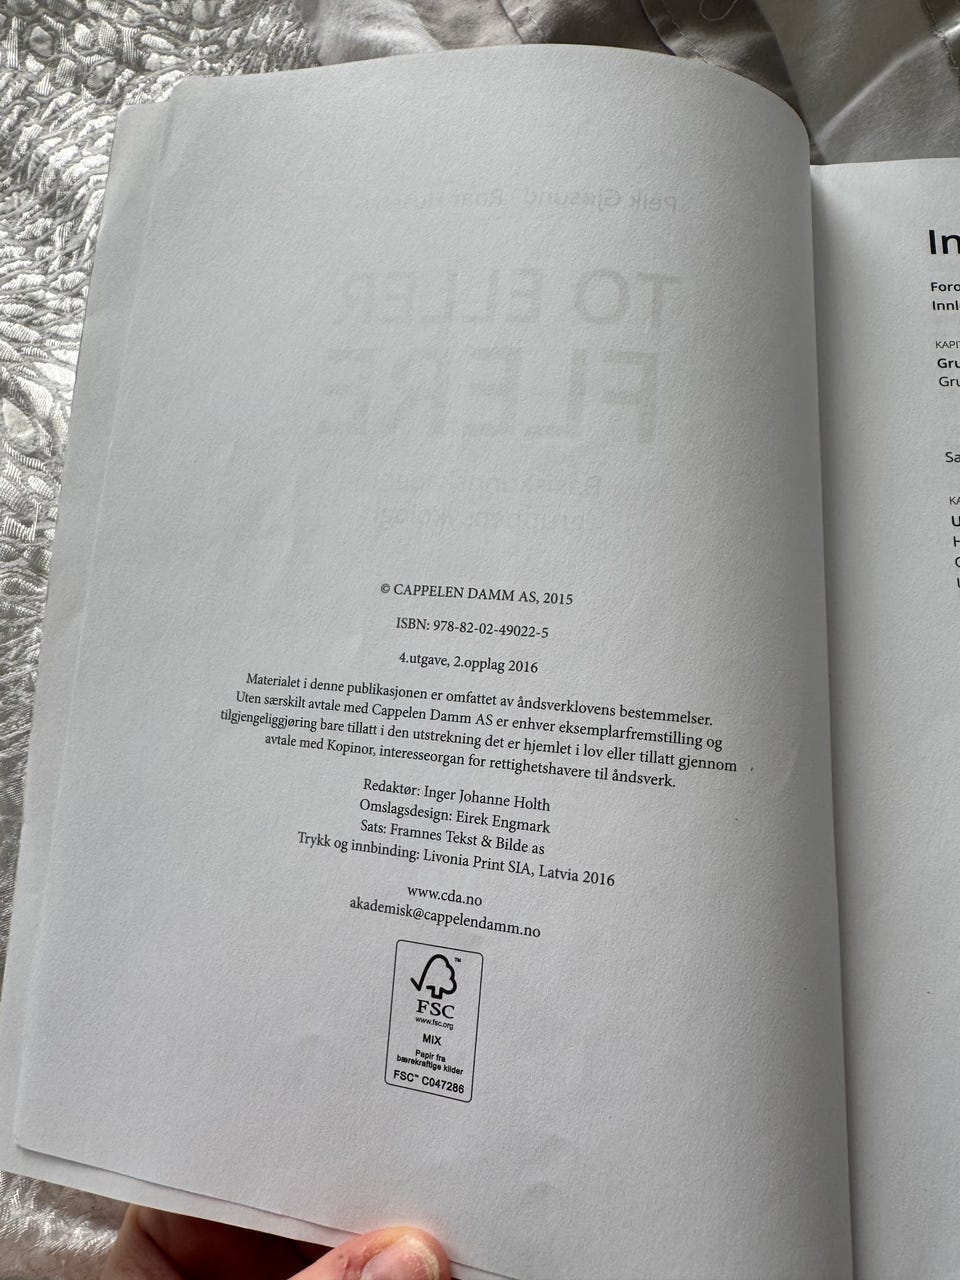 © CAPPELEN DAMM AS, 2015
ISBN: 978-82-02-49022-5
4.utgave, 2.opplag 2016
Materialet i denne publikasjonen er omfattet av åndsverklovens bestemmelser.
Uten særskilt avtale med Cappelen Damm AS er enhver eksemplarfremstilling og
tilgjengeliggjøring bare tillatt i den utstrekning det er hjemlet i lov eller tillatt gjennom
avtale med Kopinor, interesseorgan for rettighetshavere til åndsverk.
Redaktør: Inger Johanne Holth
Omslagsdesign: Eirek Engmark
Sats: Framnes Tekst & Bilde as
Trykk og innbinding: Livonia Print SIA, Latvia 2016
www.cda.no
akademisk@cappelendamm.no
FSC
www.fsc.org
MIX
Papir fra
bærekraftige kilder
FSC™ C047286
TO ELLER
FLERE